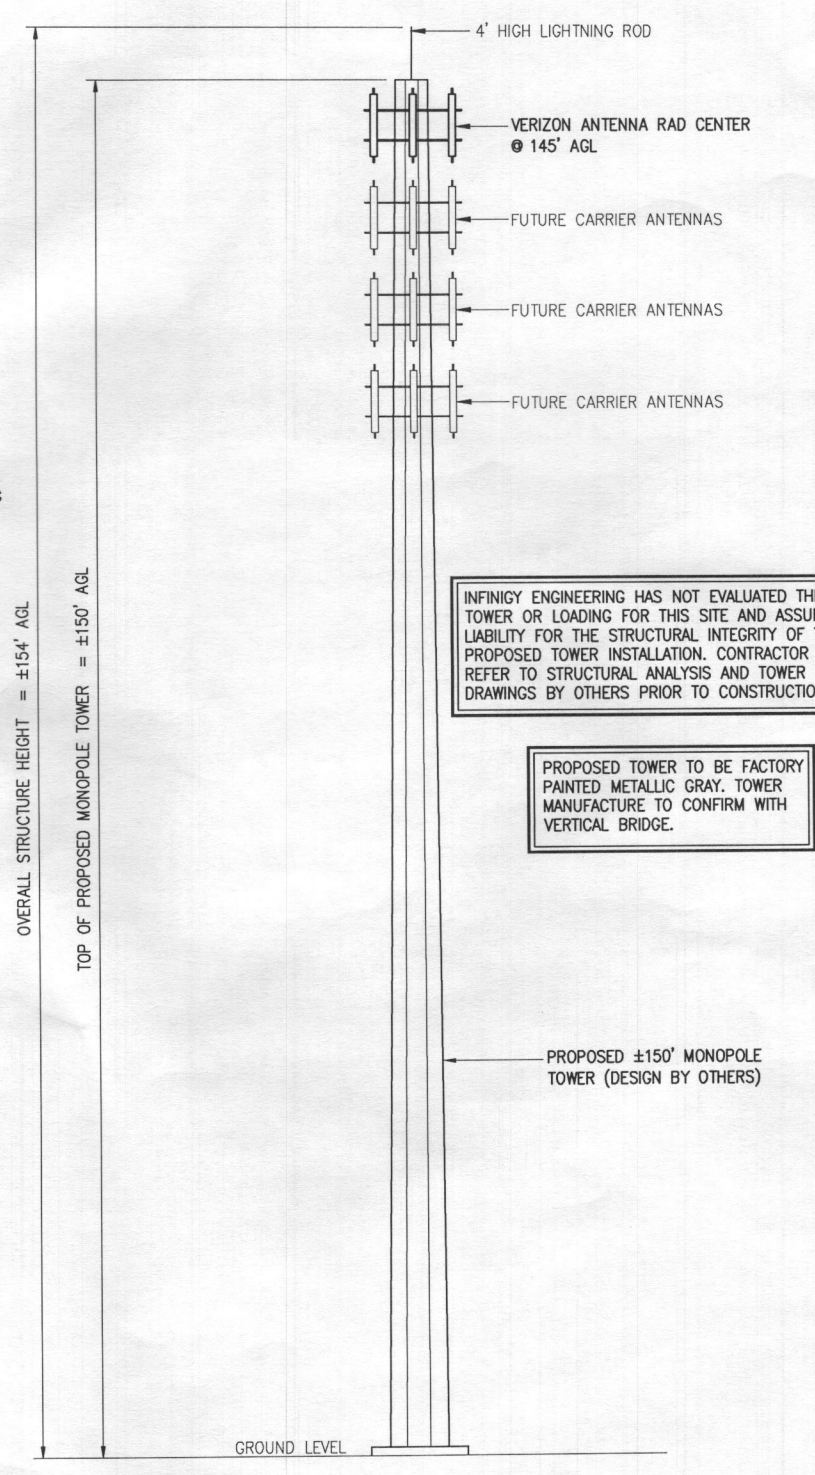 4' HIGH LIGHTNING ROD
VERIZON ANTENNA RAD CENTER
@ 145' AGL
FUTURE CARRIER ANTENNAS
FUTURE CARRIER ANTENNAS
FUTURE CARRIER ANTENNAS
OVERALL STRUCTURE HEIGHT = ±154' AGL
TOP OF PROPOSED MONOPOLE TOWER = ±150' AGL
INFINIGY ENGINEERING HAS NOT EVALUATED
TOWER OR LOADING FOR THIS SITE AND
LIABILITY FOR THE STRUCTURAL INTEGRITY OF
PROPOSED TOWER INSTALLATION. CONTRACTOR
REFER TO STRUCTURAL ANALYSIS AND TOWER
DRAWINGS BY OTHERS PRIOR TO
PROPOSED TOWER TO BE FACTORY
PAINTED METALLIC GRAY. TOWER
MANUFACTURE TO CONFIRM WITH
VERTICAL BRIDGE.
PROPOSED ±150' MONOPOLE
TOWER (DESIGN BY OTHERS)
GROUND LEVEL